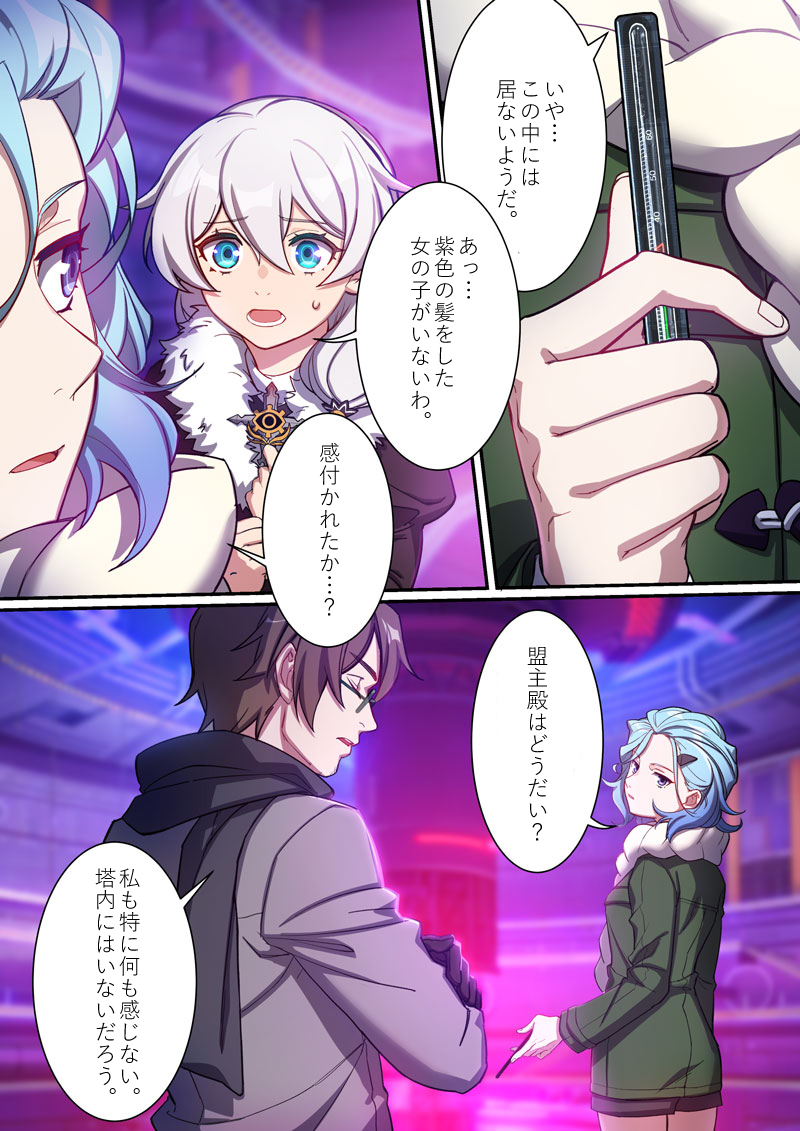 いや…
この中には
居ないようだ。
60
50
40
あっ…
紫色の髪をした
女の子がいないわ。
感付かれたか…?
盟主殿はどうだい?
私も特に何も感じない。
塔内にはいないだろう。